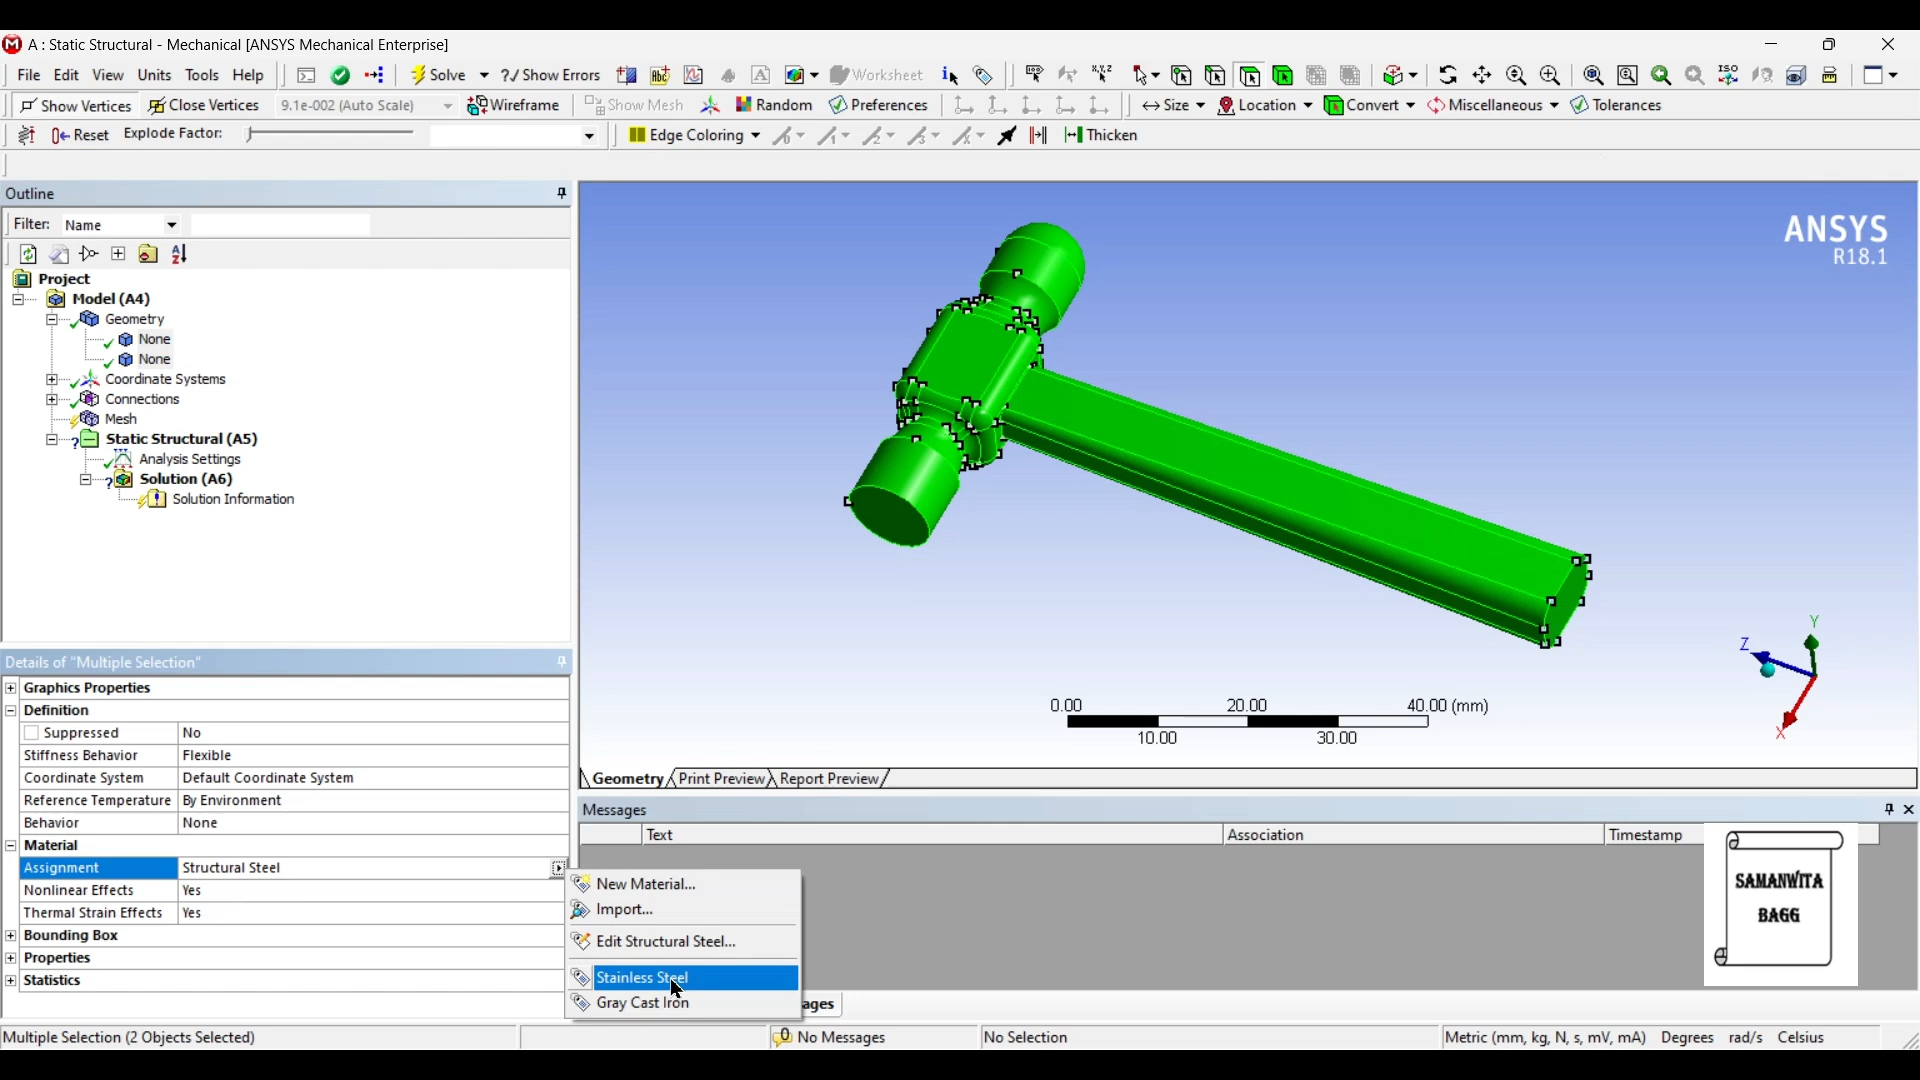 A : Static Structural - Mechanical [ANSYS Mechanical Enterprise]
File Edit View Units Tools Help Solve ?/ Show Errors Worksheet
Show Vertices Close Vertices 9.1e-002 (Auto Scale) Wireframe Show Mesh Random Preferences Size Location Convert Miscellaneous Tolerances
Reset Explode Factor: Edge Coloring Thicken
Outline
Filter: Name
Project
Model (A4)
Geometry
None
None
Coordinate Systems
Connections
Mesh
Static Structural (A5)
Analysis Settings
Solution (A6)
Solution Information
ANSYS
R18.1
Y
Z
X
0.00 20.00 40.00 (mm)
10.00 30.00
Geometry Print Preview Report Preview
Details of "Multiple Selection"
Graphics Properties
Definition
Suppressed No
Stiffness Behavior Flexible
Coordinate System Default Coordinate System
Reference Temperature By Environment
Behavior None
Material
Assignment Structural Steel
Nonlinear Effects Yes
Thermal Strain Effects Yes
Bounding Box
Properties
Statistics
New Material...
Import...
Edit Structural Steel...
Stainless Steel
Gray Cast Iron
Messages
Text Association Timestamp
SAMANWITA
BAGG
ages
Multiple Selection (2 Objects Selected) 0 No Messages No Selection Metric (mm, kg, N, s, mV, mA) Degrees rad/s Celsius